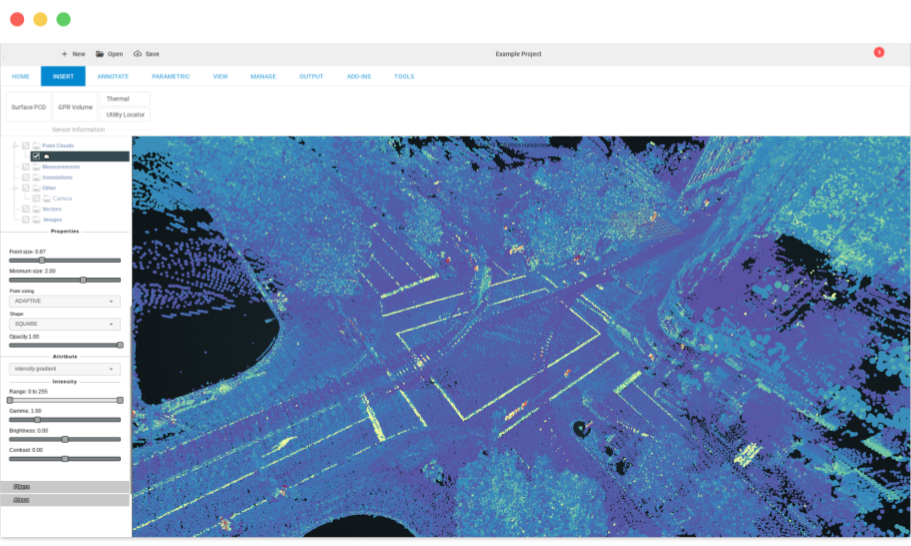 New Open Save
Example Project
HOME INSERT ANNOTATE PARAMETRIC VIEW MANAGE OUTPUT ADD-INS TOOLS
Surface PCD
GPR Volume
Thermal
Utility Locator
Sensor Information
Point Clouds
Measurements
Annotations
Other
Camera
Vectors
Images
Properties
Point size: 0.87
Minimum size: 2.00
Point sizing
ADAPTIVE
Shape
SQUARE
Opacity:1.00
Attribute
intensity gradient
Intensity
Range: 0 to 255
Gamma: 1.00
Brightness: 0.00
Contrast: 0.00
Filters
About